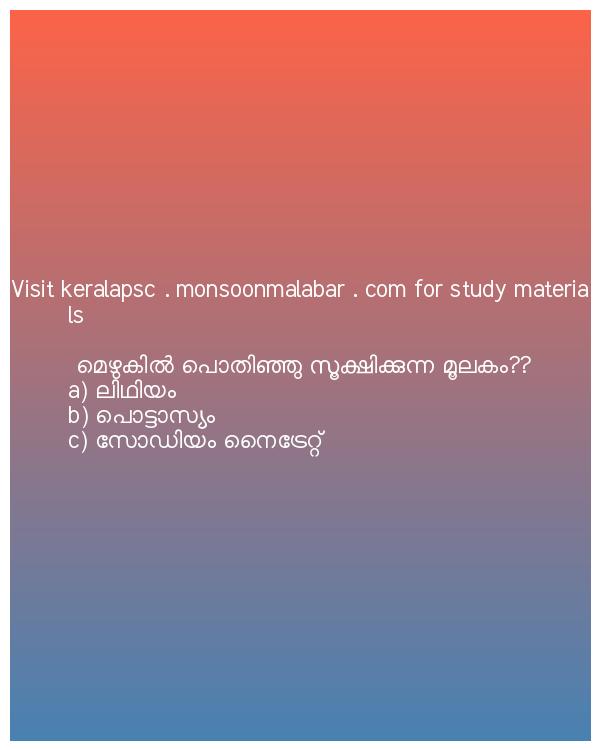 Visit keralapsc . monsoonmalabar . com for study materia
ls
മെഴുകിൽ പൊതിഞ്ഞു സൂക്ഷിക്കുന്ന മൂലകം??
a) ലിഥിയം
b) പൊട്ടാസ്യം
c) സോഡിയം നൈട്രേറ്റ്